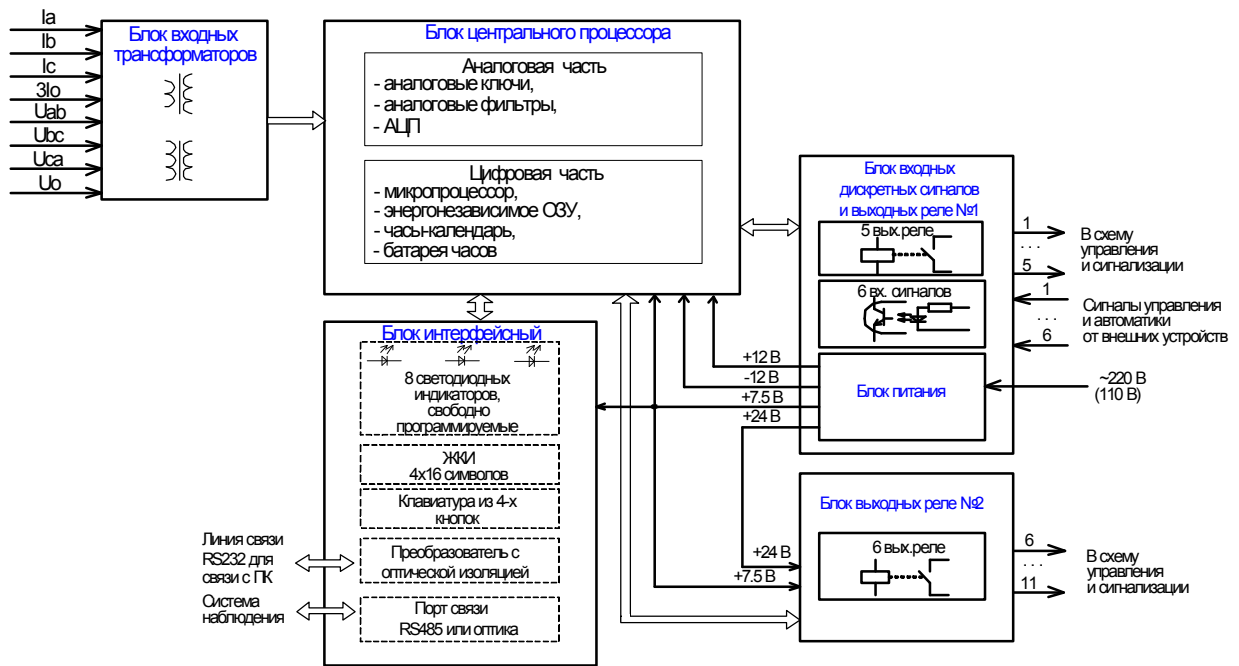 Ia
Ib
Ic
3Io
Uab
Ubc
Uca
Uo
Блок входных
трансформаторов
Блок центрального процессора
Аналоговая часть
- аналоговые ключи,
- аналоговые фильтры,
- АЦП
Цифровая часть
- микропроцессор,
- энергонезависимое ОЗУ,
- часы-календарь,
- батарея часов
Блок входных
дискретных сигналов
и выходных реле №1
5 вых.реле
1
. . .
5
В схему
управления
и сигнализации
6 вх. сигналов
1
. . .
6
Сигналы управления
и автоматики
от внешних устройств
Блок питания
~220 В
(110 В)
+12 В
-12 В
+7.5 В
+24 В
Блок интерфейсный
8 светодиодных
индикаторов,
свободно
программируемые
ЖКИ
4х16 символов
Клавиатура из 4-х
кнопок
Преобразователь с
оптической изоляцией
Порт связи
RS485 или оптика
Линия связи
RS232 для
связи с ПК
Система
наблюдения
Блок выходных реле №2
6 вых.реле
+24 В
+7.5 В
6
. . .
11
В схему
управления
и сигнализации